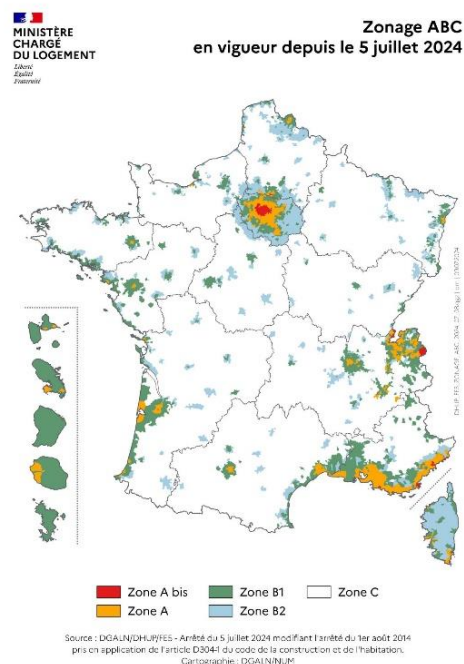 MINISTÈRE
CHARGÉ
DU LOGEMENT
Liberté
Égalité
Fraternité
Zonage ABC
en vigueur depuis le 5 juillet 2024
Zone A bis
Zone B1
Zone C
Zone A
Zone B2
Source : DGALN/DHUP/FE5 - Arrêté du 5 juillet 2024 modifiant l'arrêté du 1er août 2014
pris en application de l'article D304-1 du code de la construction et de l'habitation.
Cartographie : DGALN/NUM